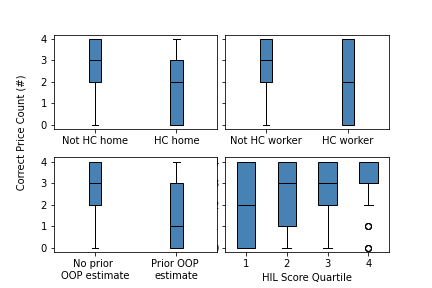 Correct Price Count (#)
4
3
2
1
0
Not HC home HC home
Not HC worker HC worker
4
3
2
1
0
No prior
OOP estimate
Prior OOP
estimate
1 2 3 4
HIL Score Quartile